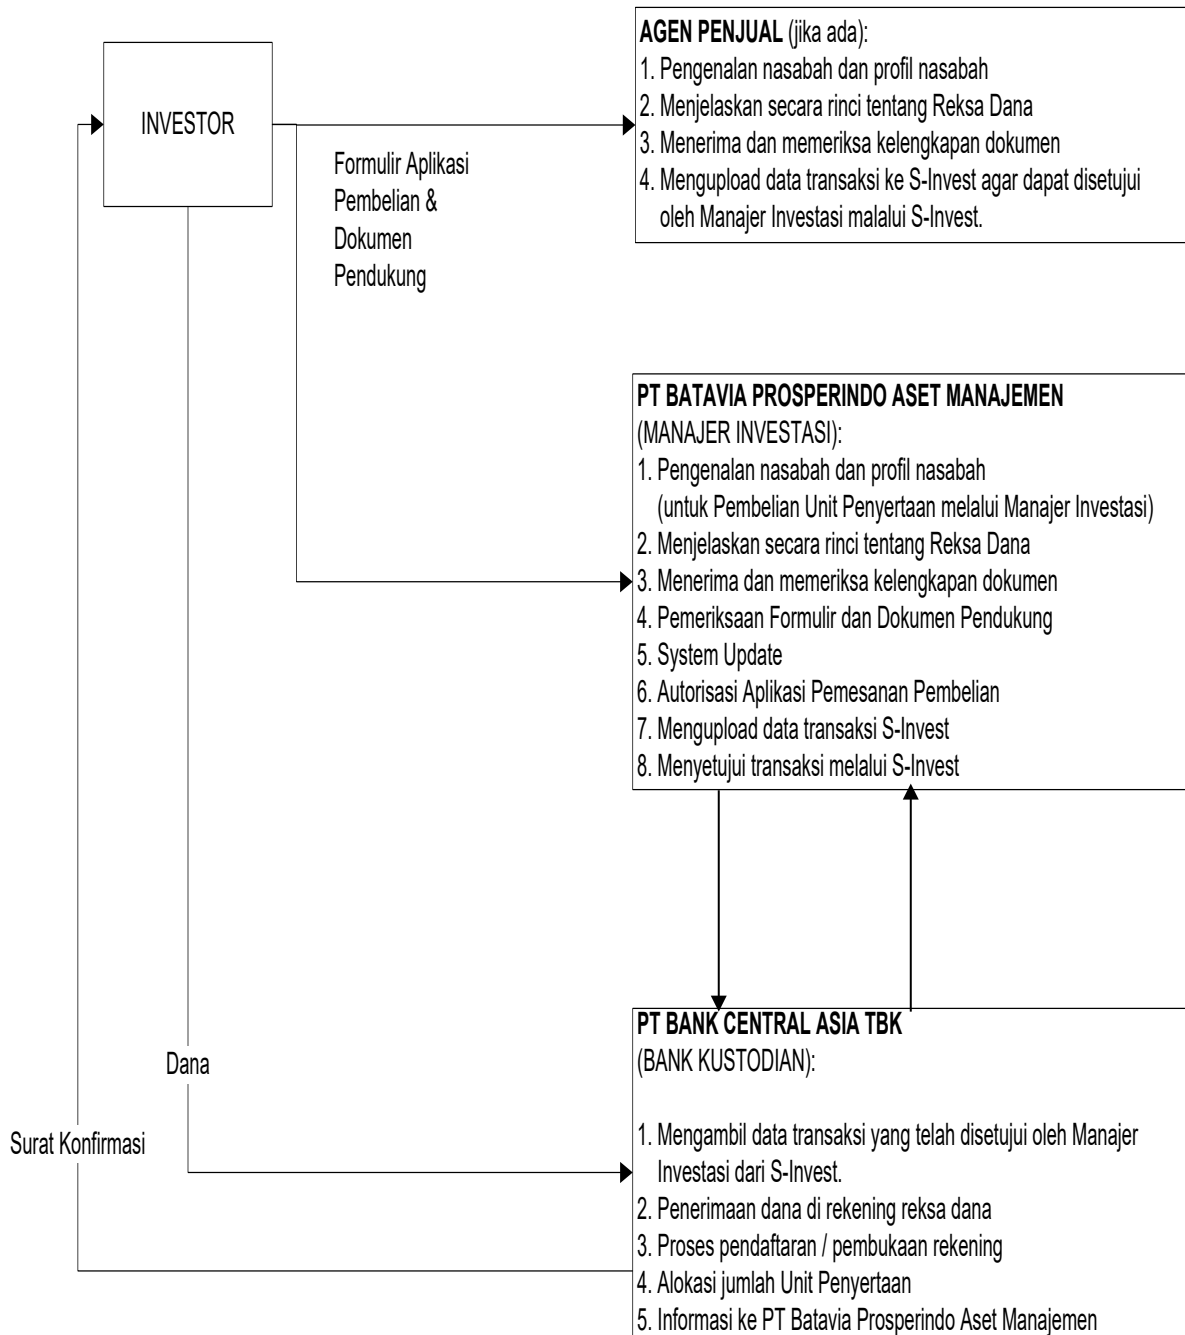 AGEN PENJUAL (jika ada):
1. Pengenalan nasabah dan profil nasabah
2. Menjelaskan secara rinci tentang Reksa Dana
3. Menerima dan memeriksa kelengkapan dokumen
4. Mengupload data transaksi ke S-Invest agar dapat disetujui
oleh Manajer Investasi malalui S-Invest.
INVESTOR
Formulir Aplikasi
Pembelian &
Dokumen
Pendukung
PT BATAVIA PROSPERINDO ASET MANAJEMEN
(MANAJER INVESTASI):
1. Pengenalan nasabah dan profil nasabah
(untuk Pembelian Unit Penyertaan melalui Manajer Investasi)
2. Menjelaskan secara rinci tentang Reksa Dana
3. Menerima dan memeriksa kelengkapan dokumen
4. Pemeriksaan Formulir dan Dokumen Pendukung
5. System Update
6. Autorisasi Aplikasi Pemesanan Pembelian
7. Mengupload data transaksi S-Invest
8. Menyetujui transaksi melalui S-Invest
PT BANK CENTRAL ASIA TBK
(BANK KUSTODIAN):
1. Mengambil data transaksi yang telah disetujui oleh Manajer
Investasi dari S-Invest.
2. Penerimaan dana di rekening reksa dana
3. Proses pendaftaran / pembukaan rekening
4. Alokasi jumlah Unit Penyertaan
5. Informasi ke PT Batavia Prosperindo Aset Manajemen
Dana
Surat Konfirmasi